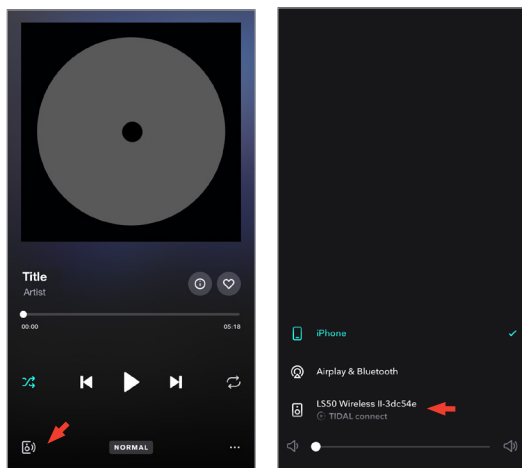 Title
Artist
00:00
05:18
NORMAL
iPhone
Airplay & Bluetooth
LS50 Wireless II-3dc54e
TIDAL connect